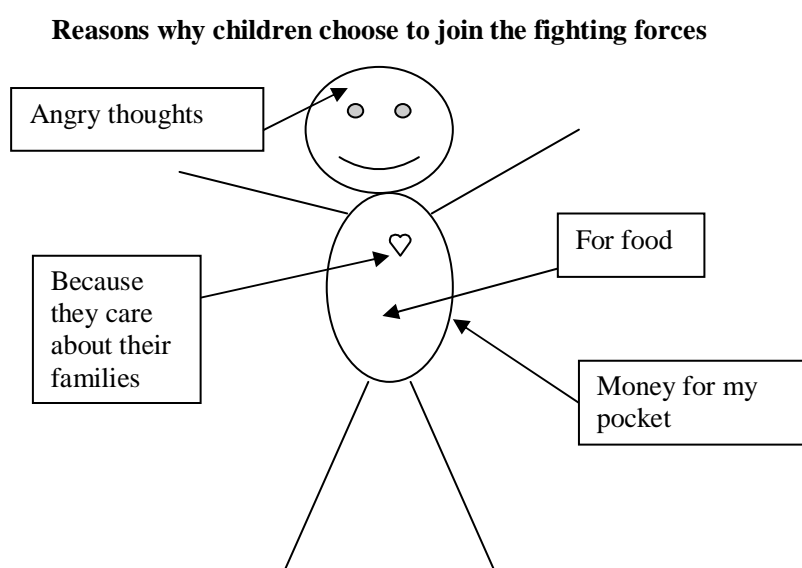 Reasons why children choose to join the fighting forces
Angry thoughts
For food
Because
they care
about their
families
Money for my
pocket